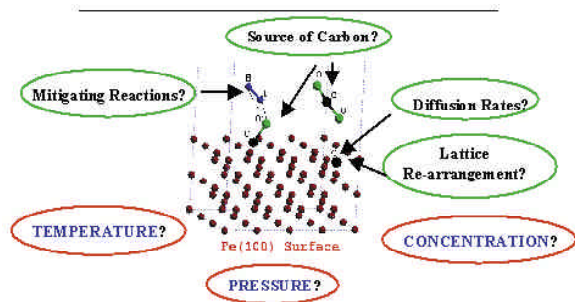 Source of Carbon?
Mitigating Reactions?
Diffusion Rates?
Lattice
Re-arrangement?
TEMPERATURE?
Fe(100) Surface
CONCENTRATION?
PRESSURE?